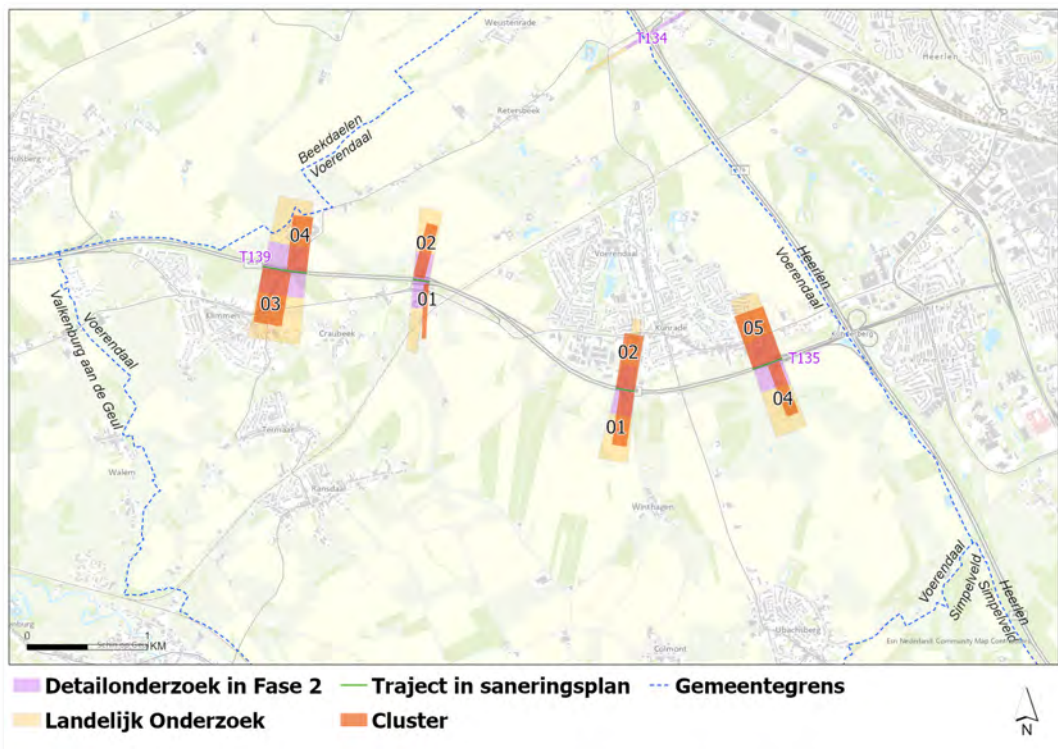 Weustenrade
T134
Heerlen
Retersbeek
Beekdaelen
Voerendaal
Hulsberg
04
02
T139
Voerendaal
Heerlen
Voerendaal
03
01
Klimmen
Craubeek
Kunrade
05
Voerendaal
Valkenburg aan de Geul
02
T135
04
01
Termaar
Walem
Ransdaal
Winthagen
Voerendaal
Simpelveld
Simpelveld
Heerlen
Ubachsberg
Colmont
0
1
KM
Esri Nederland, Community Map Contributors
Detailonderzoek in Fase 2
Traject in saneringsplan
Gemeentegrens
Landelijk Onderzoek
Cluster
N